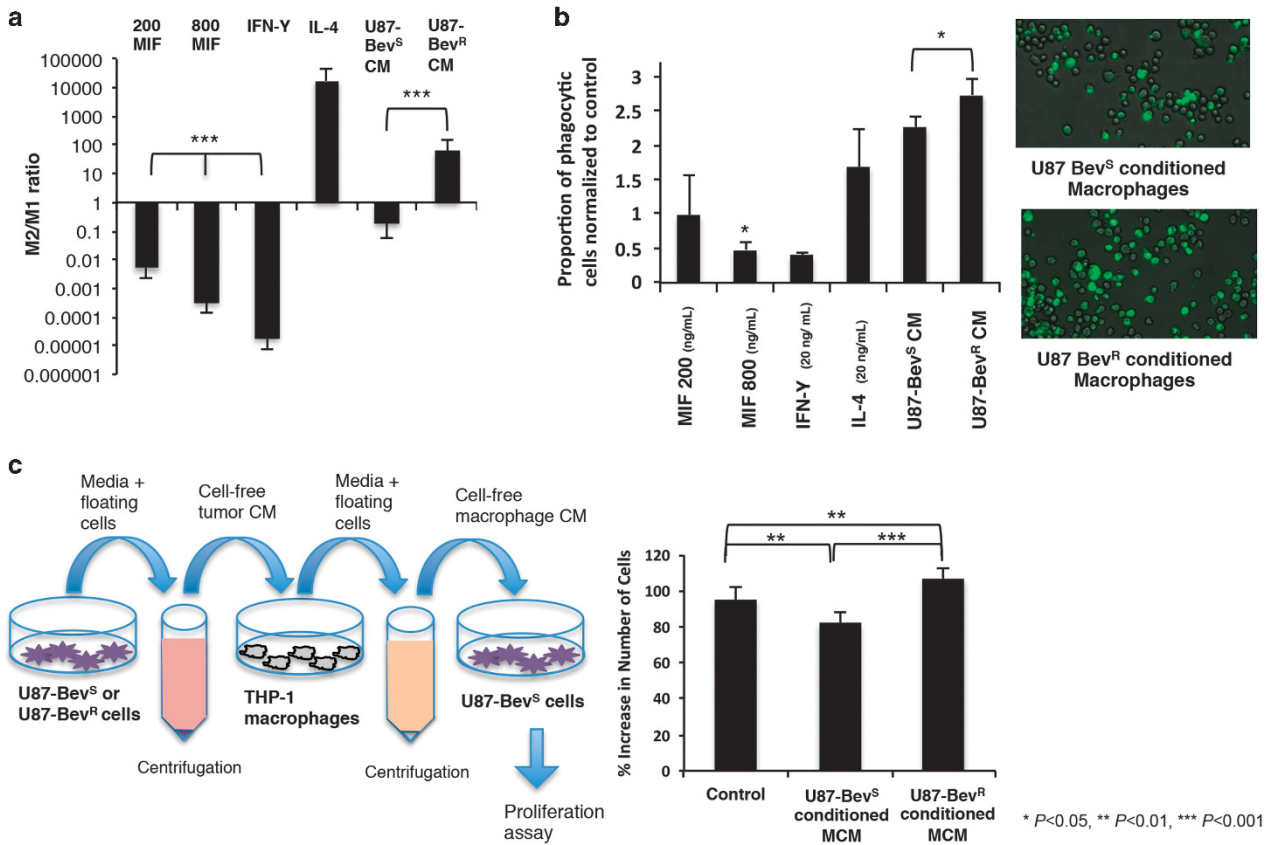 a
200 MIF
800 MIF
IFN-Y
IL-4
U87-Bev^S CM
U87-Bev^R CM
M2/M1 ratio
100000
10000
1000
100
10
1
0.1
0.01
0.001
0.0001
0.00001
0.000001
***
***
b
Proportion of phagocytic
cells normalized to control
3
2.5
2
1.5
1
0.5
0
*
*
MIF 200 (ng/mL)
MIF 800 (ng/mL)
IFN-Y (20 ng/ mL)
IL-4 (20 ng/mL)
U87-Bev^S CM
U87-Bev^R CM
U87 Bev^S conditioned
Macrophages
U87 Bev^R conditioned
Macrophages
c
Media +
floating
cells
Cell-free
tumor CM
Media +
floating
cells
Cell-free
macrophage CM
U87-Bev^S or
U87-Bev^R cells
Centrifugation
THP-1
macrophages
Centrifugation
U87-Bev^S cells
Proliferation
assay
% Increase in Number of Cells
120
100
80
60
40
20
0
**
**
***
Control
U87-Bev^S
conditioned
MCM
U87-Bev^R
conditioned
MCM
* P<0.05, ** P<0.01, *** P<0.001